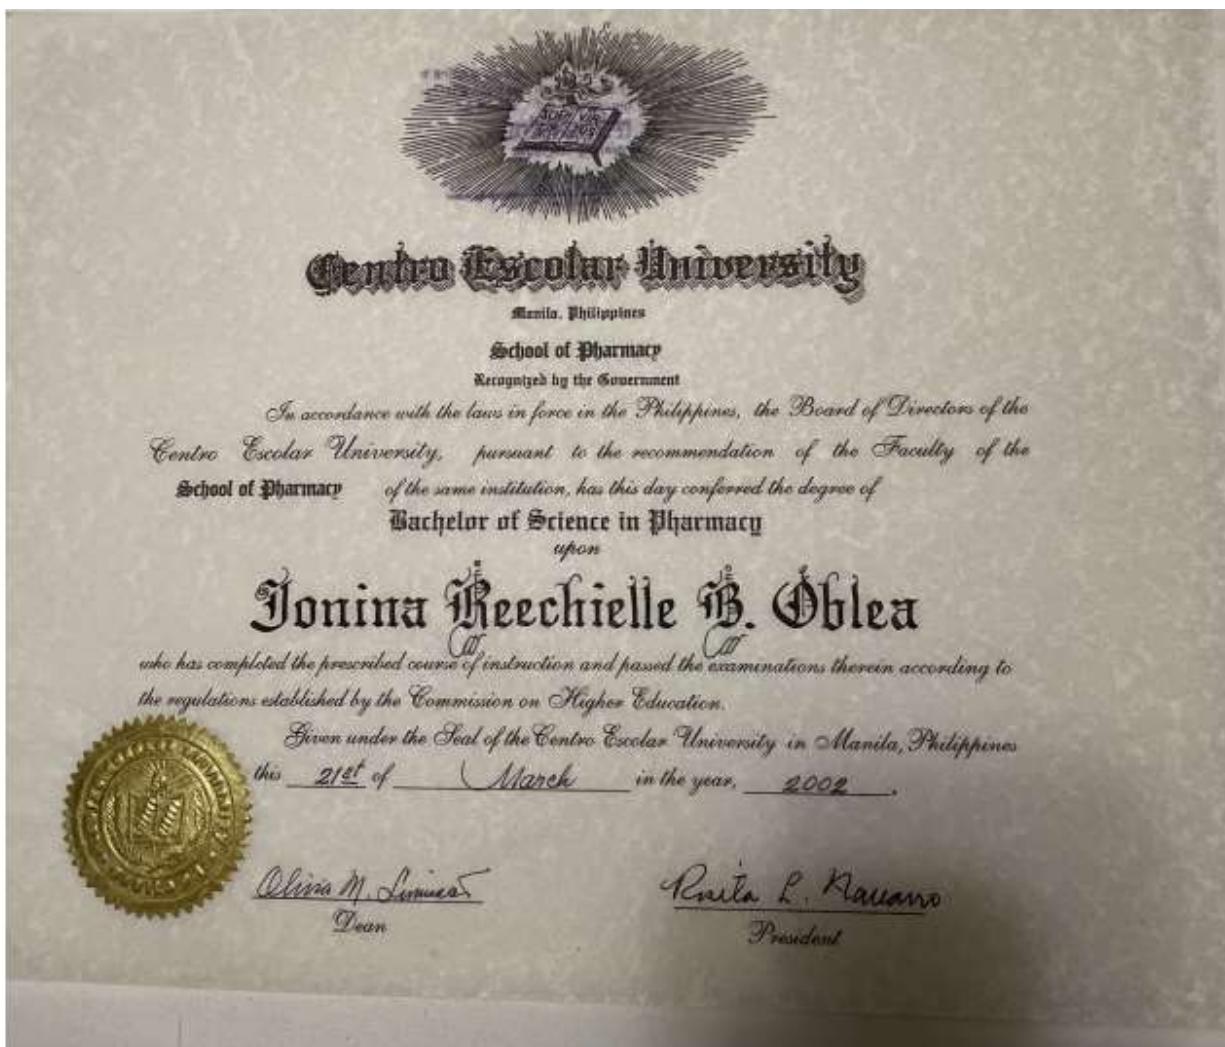 Centro Escolar University
Manila, Philippines
School of Pharmacy
Recognized by the Government
In accordance with the laws in force in the Philippines, the Board of Directors of the
Centro Escolar University, pursuant to the recommendation of the Faculty of the
School of Pharmacy of the same institution, has this day conferred the degree of
Bachelor of Science in Pharmacy
upon
Jonina Reechielle B. Oblea
who has completed the prescribed course of instruction and passed the examinations therein according to
the regulations established by the Commission on Higher Education.
Given under the Seal of the Centro Escolar University in Manila, Philippines
this 21st of March in the year, 2002.
Olivia M. Rosita L. Navarro
Dean President